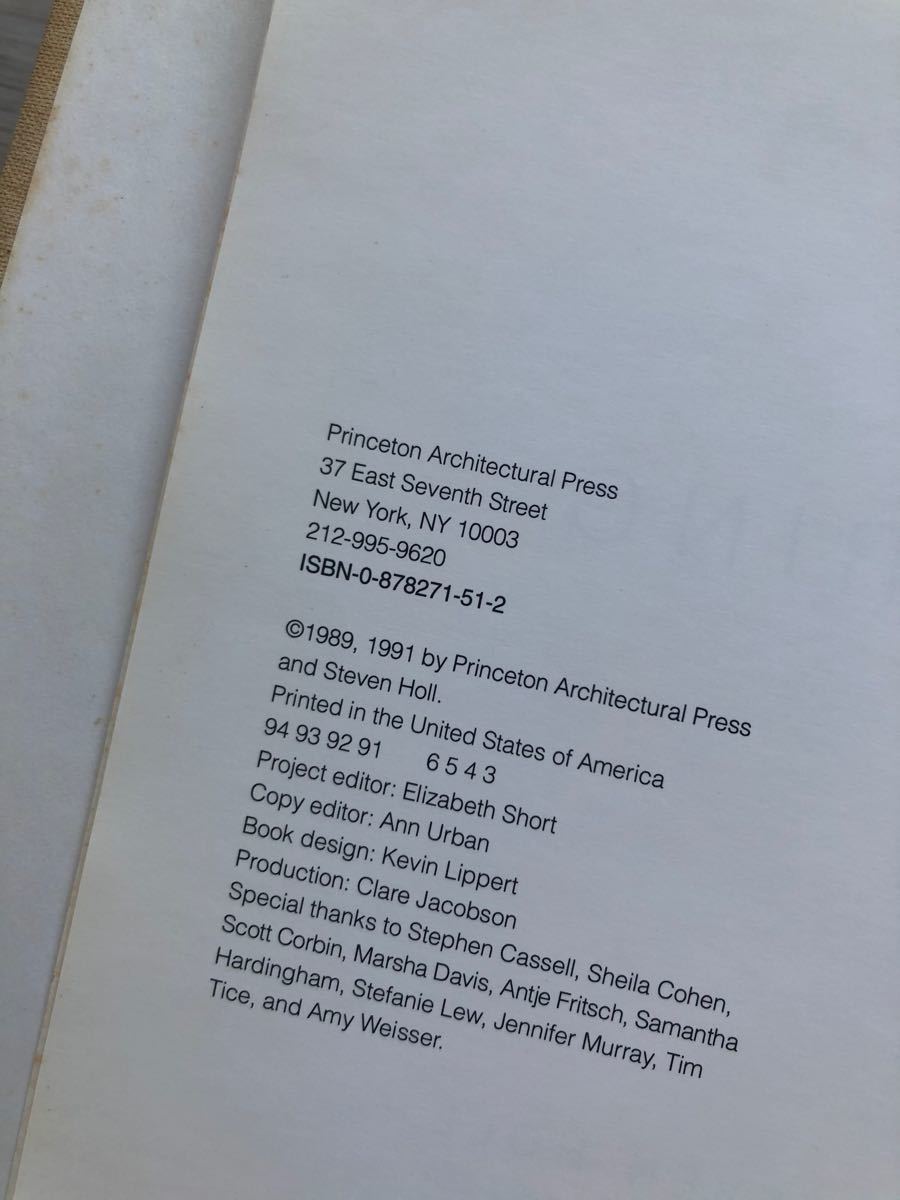 Princeton Architectural Press
37 East Seventh Street
New York, NY 10003
212-995-9620
ISBN-0-878271-51-2
©1989, 1991 by Princeton Architectural Press
and Steven Holl.
Printed in the United States of America
94 93 92 91 6 5 4 3
Project editor: Elizabeth Short
Copy editor: Ann Urban
Book design: Kevin Lippert
Production: Clare Jacobson
Special thanks to Stephen Cassell, Sheila Cohen,
Scott Corbin, Marsha Davis, Antje Fritsch, Samantha
Hardingham, Stefanie Lew, Jennifer Murray, Tim
Tice, and Amy Weisser.